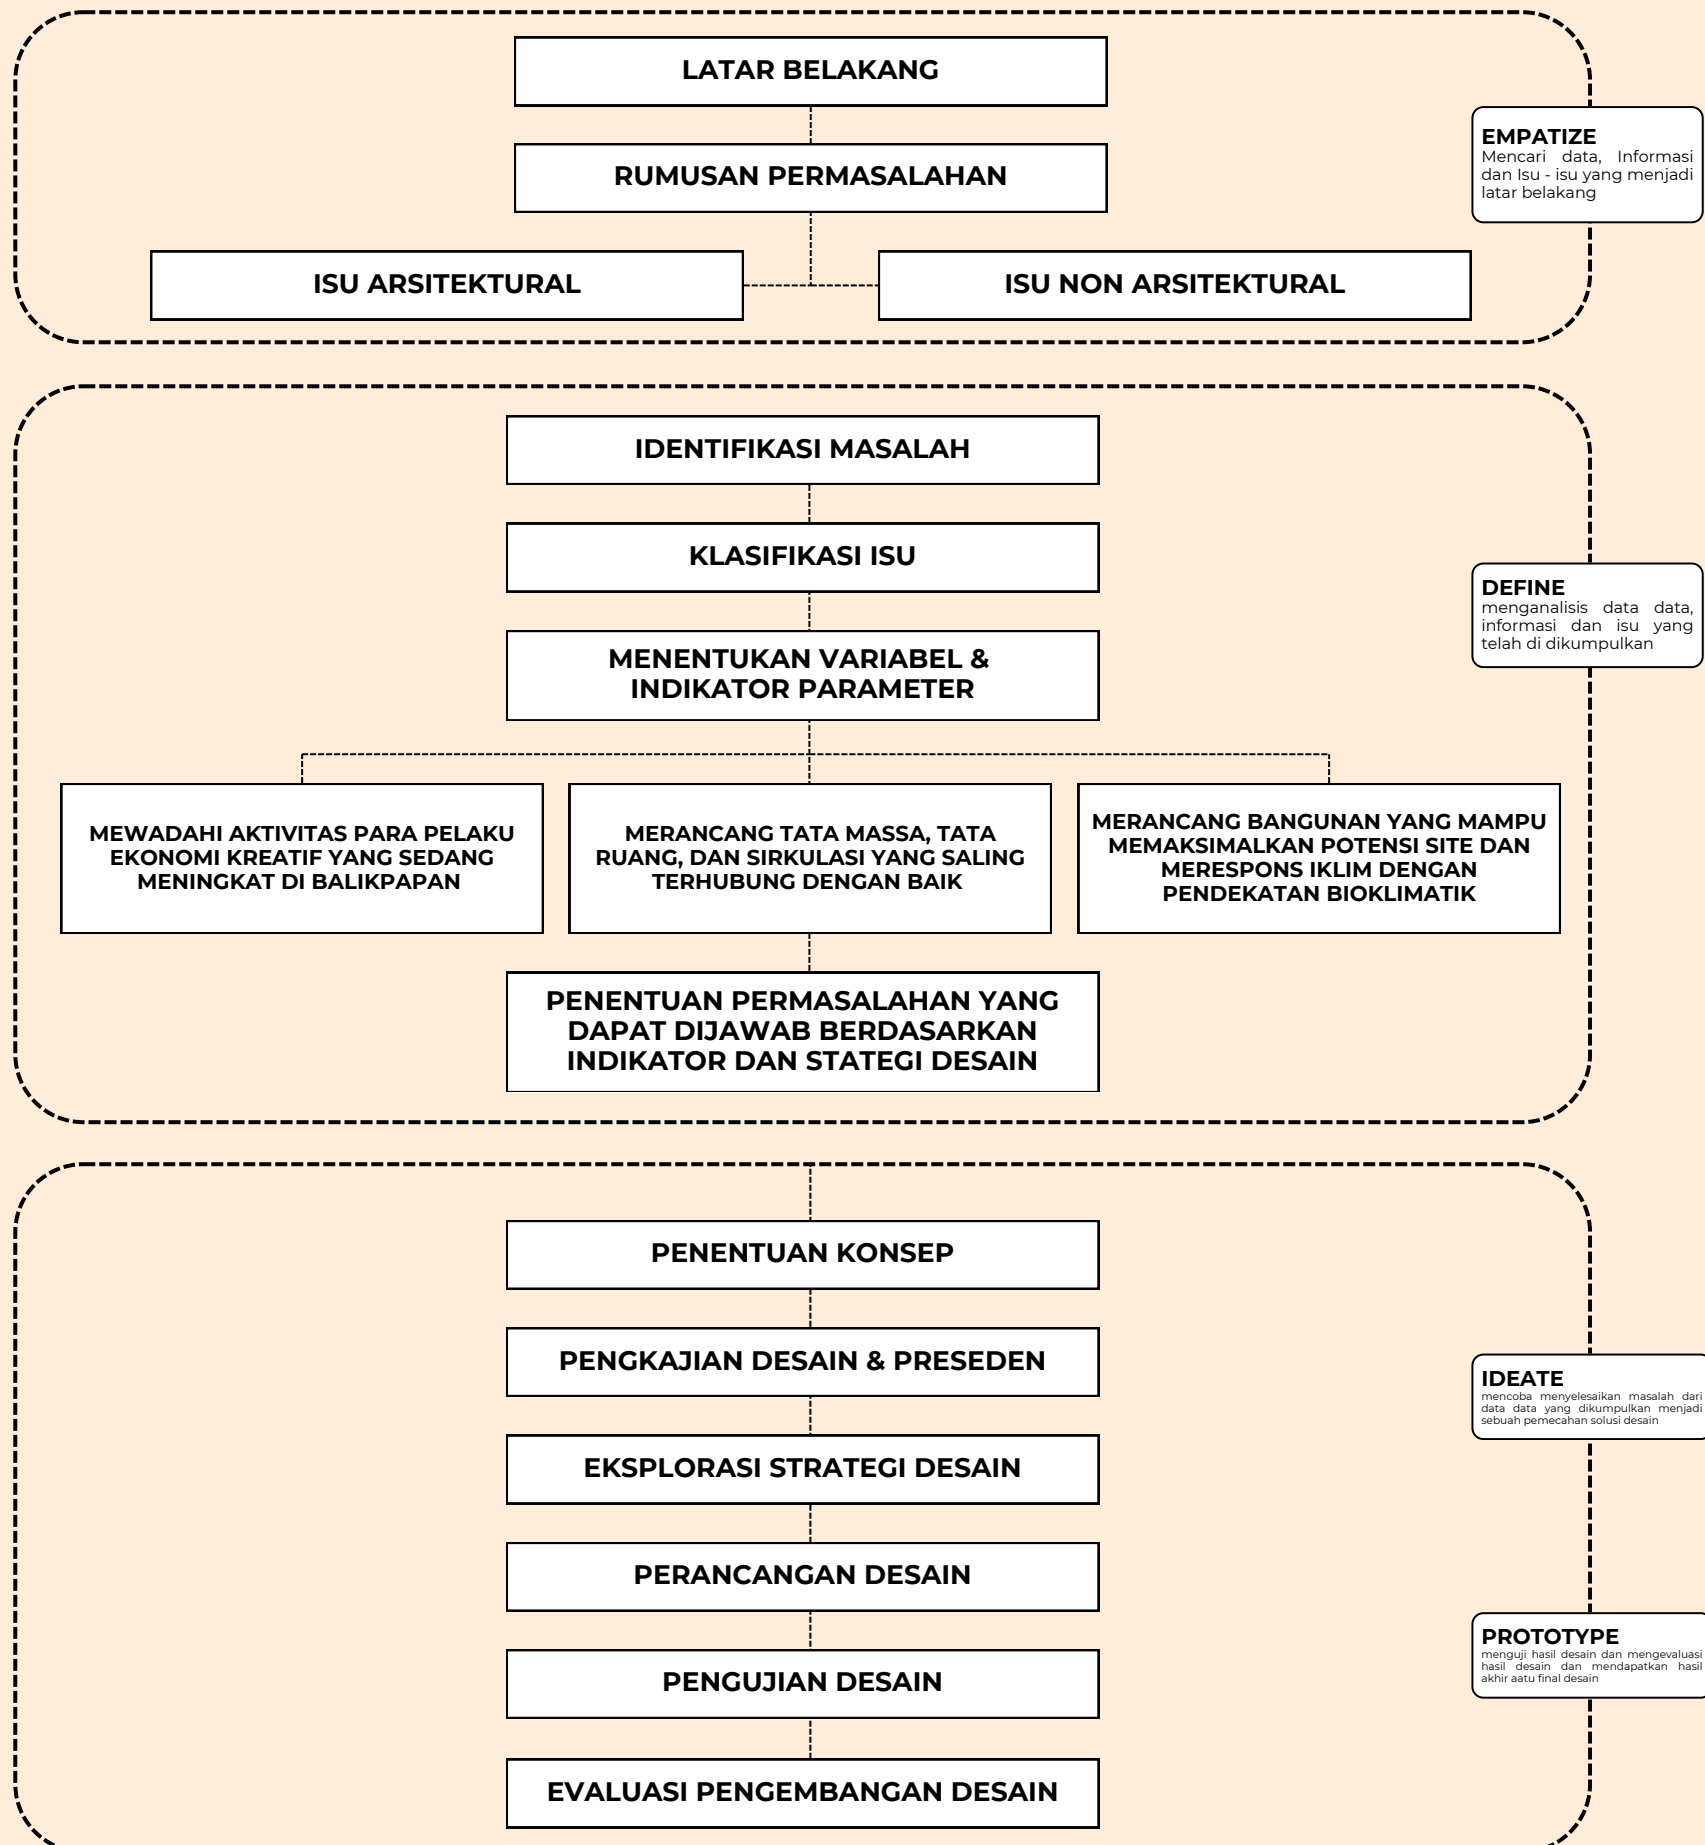 LATAR BELAKANG
RUMUSAN PERMASALAHAN
ISU ARSITEKTURAL
ISU NON ARSITEKTURAL
EMPATIZE
Mencari data, Informasi
dan Isu - isu yang menjadi
latar belakang
IDENTIFIKASI MASALAH
KLASIFIKASI ISU
MENENTUKAN VARIABEL &
INDIKATOR PARAMETER
DEFINE
menganalisis data data,
informasi dan isu yang
telah di dikumpulkan
MEWADAHI AKTIVITAS PARA PELAKU
EKONOMI KREATIF YANG SEDANG
MENINGKAT DI BALIKPAPAN
MERANCANG TATA MASSA, TATA
RUANG, DAN SIRKULASI YANG SALING
TERHUBUNG DENGAN BAIK
MERANCANG BANGUNAN YANG MAMPU
MEMAKSIMALKAN POTENSI SITE DAN
MERESPONS IKLIM DENGAN
PENDEKATAN BIOKLIMATIK
PENENTUAN PERMASALAHAN YANG
DAPAT DIJAWAB BERDASARKAN
INDIKATOR DAN STATEGI DESAIN
PENENTUAN KONSEP
PENGKAJIAN DESAIN & PRESEDEN
EKSPLORASI STRATEGI DESAIN
IDEATE
mencoba menyelesaikan masalah dari
data data yang dikumpulkan menjadi
sebuah pemecahan solusi desain
PERANCANGAN DESAIN
PENGUJIAN DESAIN
EVALUASI PENGEMBANGAN DESAIN
PROTOTYPE
menguji hasil desain dan mengevaluasi
hasil desain dan mendapatkan hasil
akhir aatu final desain